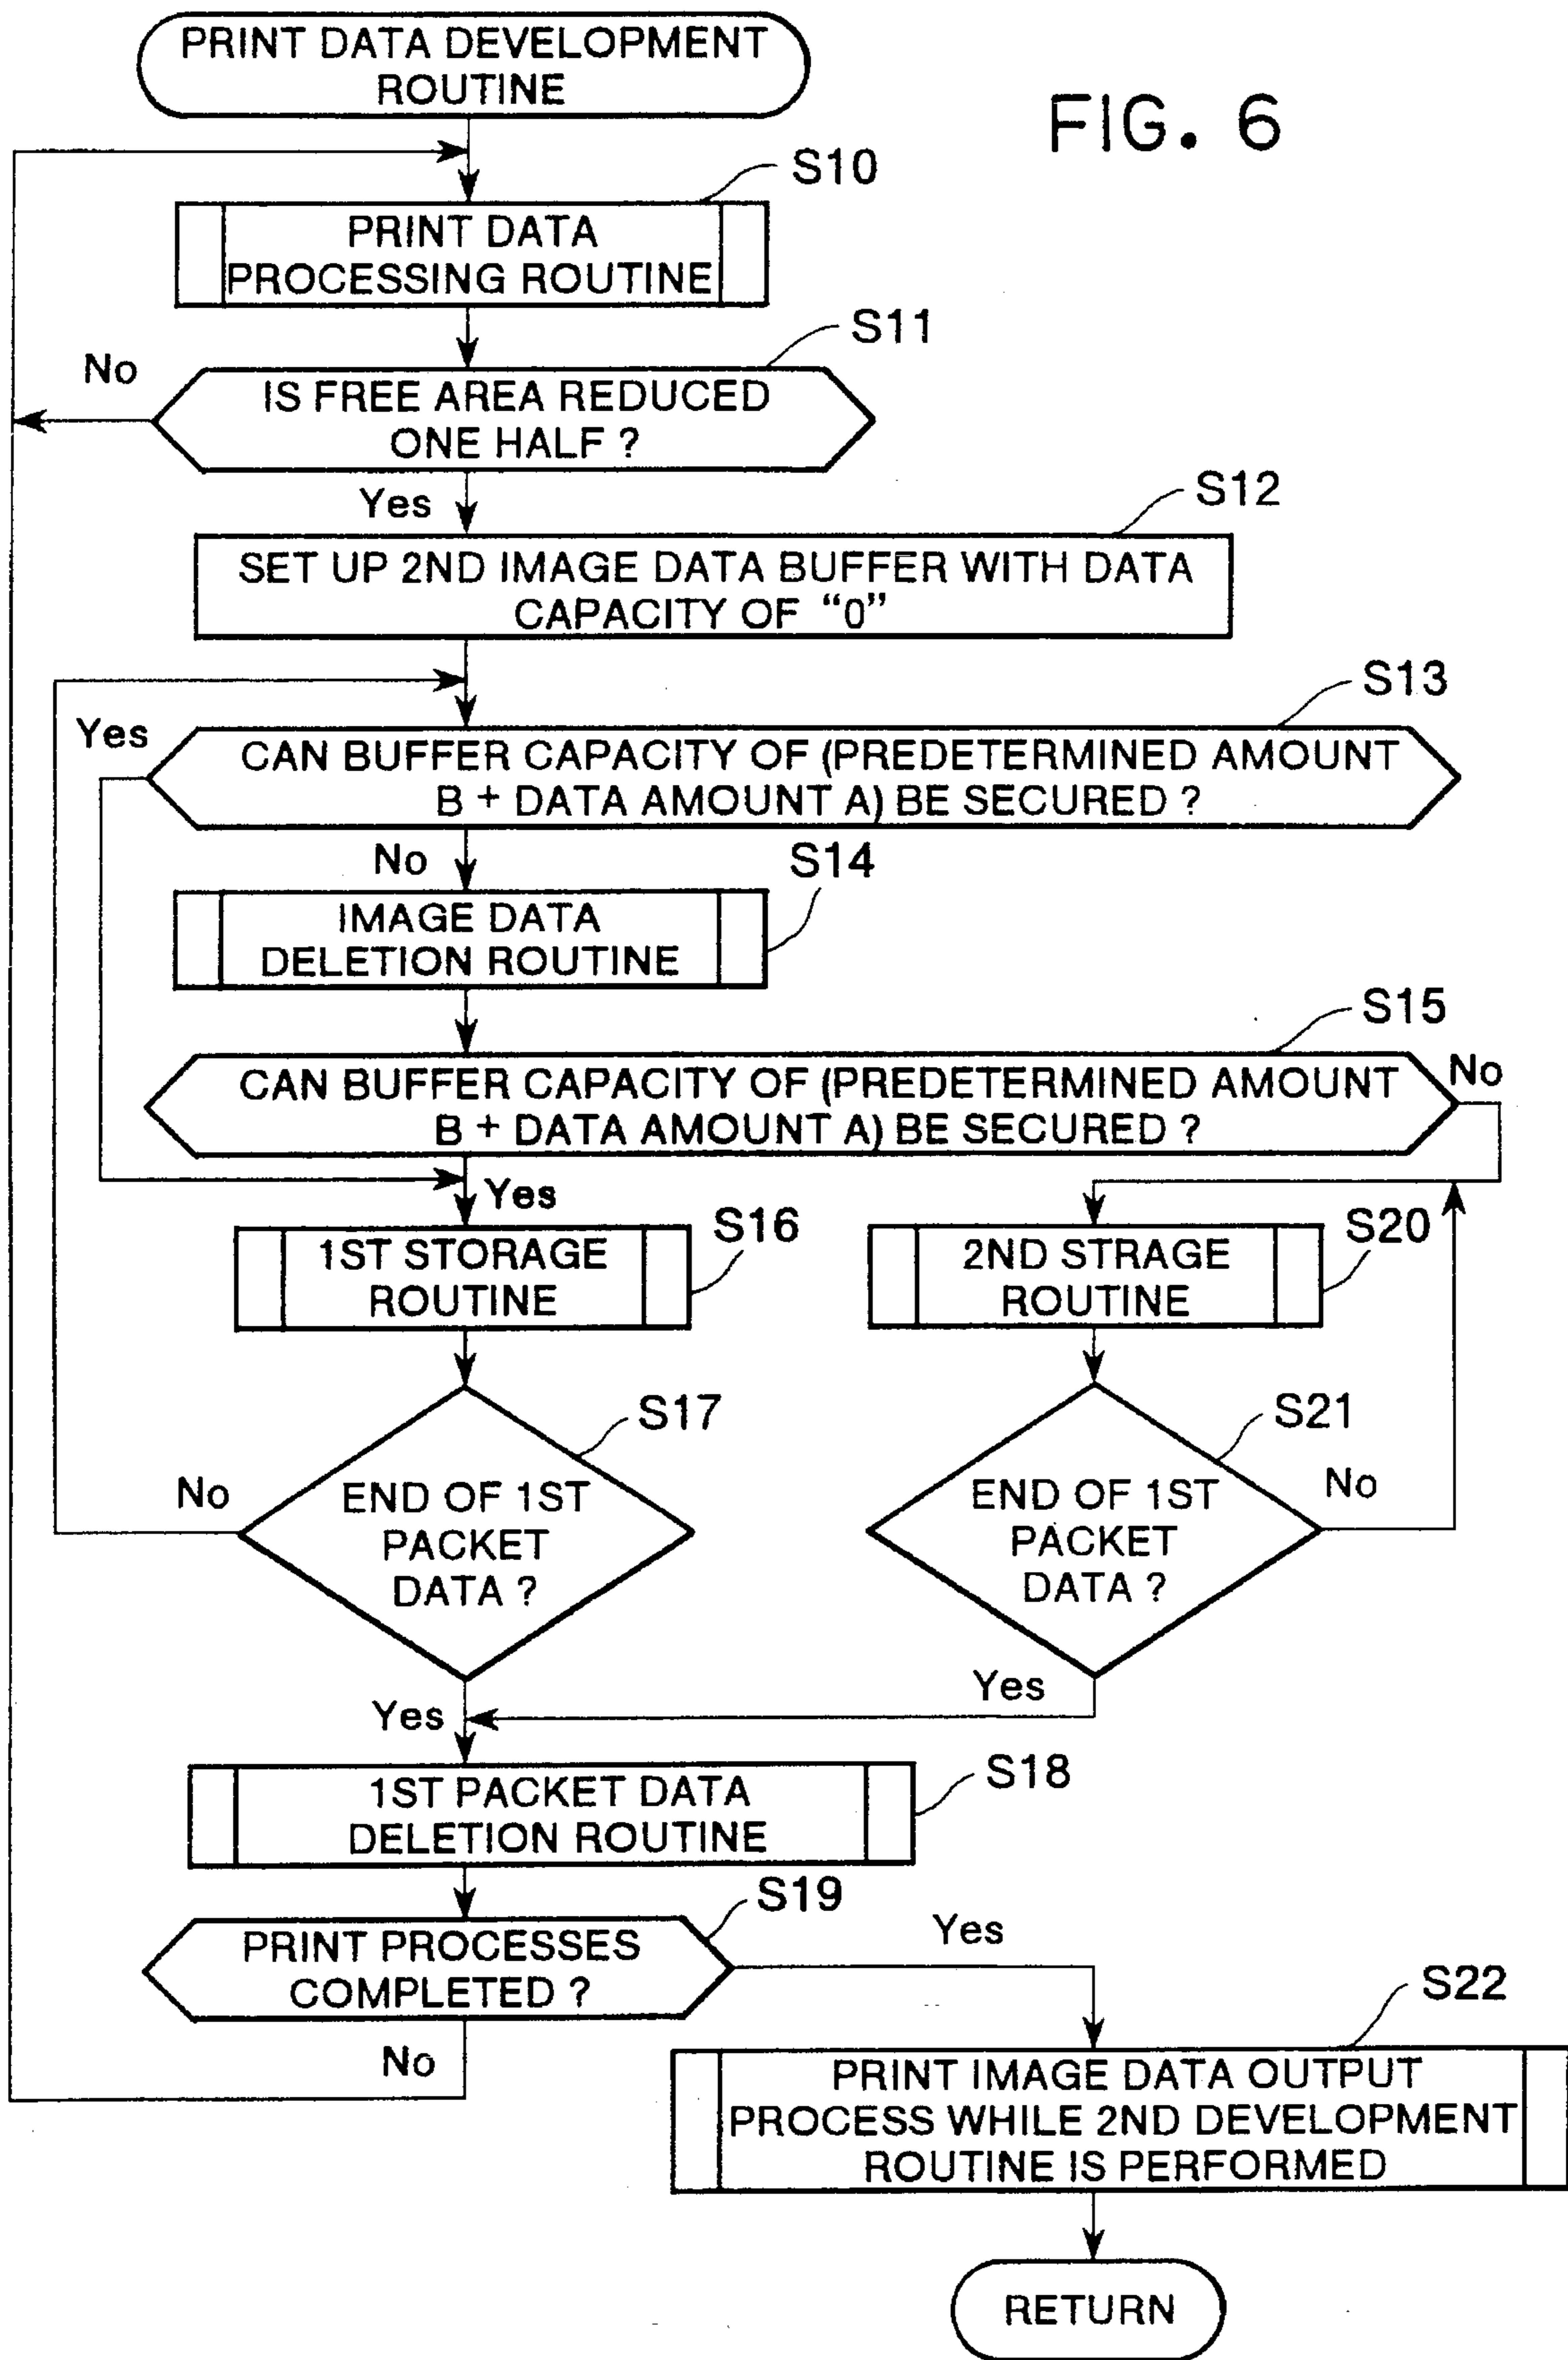 PRINT DATA DEVELOPMENT
ROUTINE
FIG. 6
S10
PRINT DATA
PROCESSING ROUTINE
S11
No
IS FREE AREA REDUCED
ONE HALF ?
Yes
S12
SET UP 2ND IMAGE DATA BUFFER WITH DATA
CAPACITY OF “0”
S13
Yes
CAN BUFFER CAPACITY OF (PREDETERMINED AMOUNT
B + DATA AMOUNT A) BE SECURED ?
No
S14
IMAGE DATA
DELETION ROUTINE
S15
CAN BUFFER CAPACITY OF (PREDETERMINED AMOUNT
B + DATA AMOUNT A) BE SECURED ?
No
Yes
S16
1ST STORAGE
ROUTINE
S20
2ND STRAGE
ROUTINE
S17
No
END OF 1ST
PACKET
DATA ?
S21
END OF 1ST
PACKET
DATA ?
No
Yes
Yes
S18
1ST PACKET DATA
DELETION ROUTINE
S19
PRINT PROCESSES
COMPLETED ?
Yes
No
S22
PRINT IMAGE DATA OUTPUT
PROCESS WHILE 2ND DEVELOPMENT
ROUTINE IS PERFORMED
RETURN